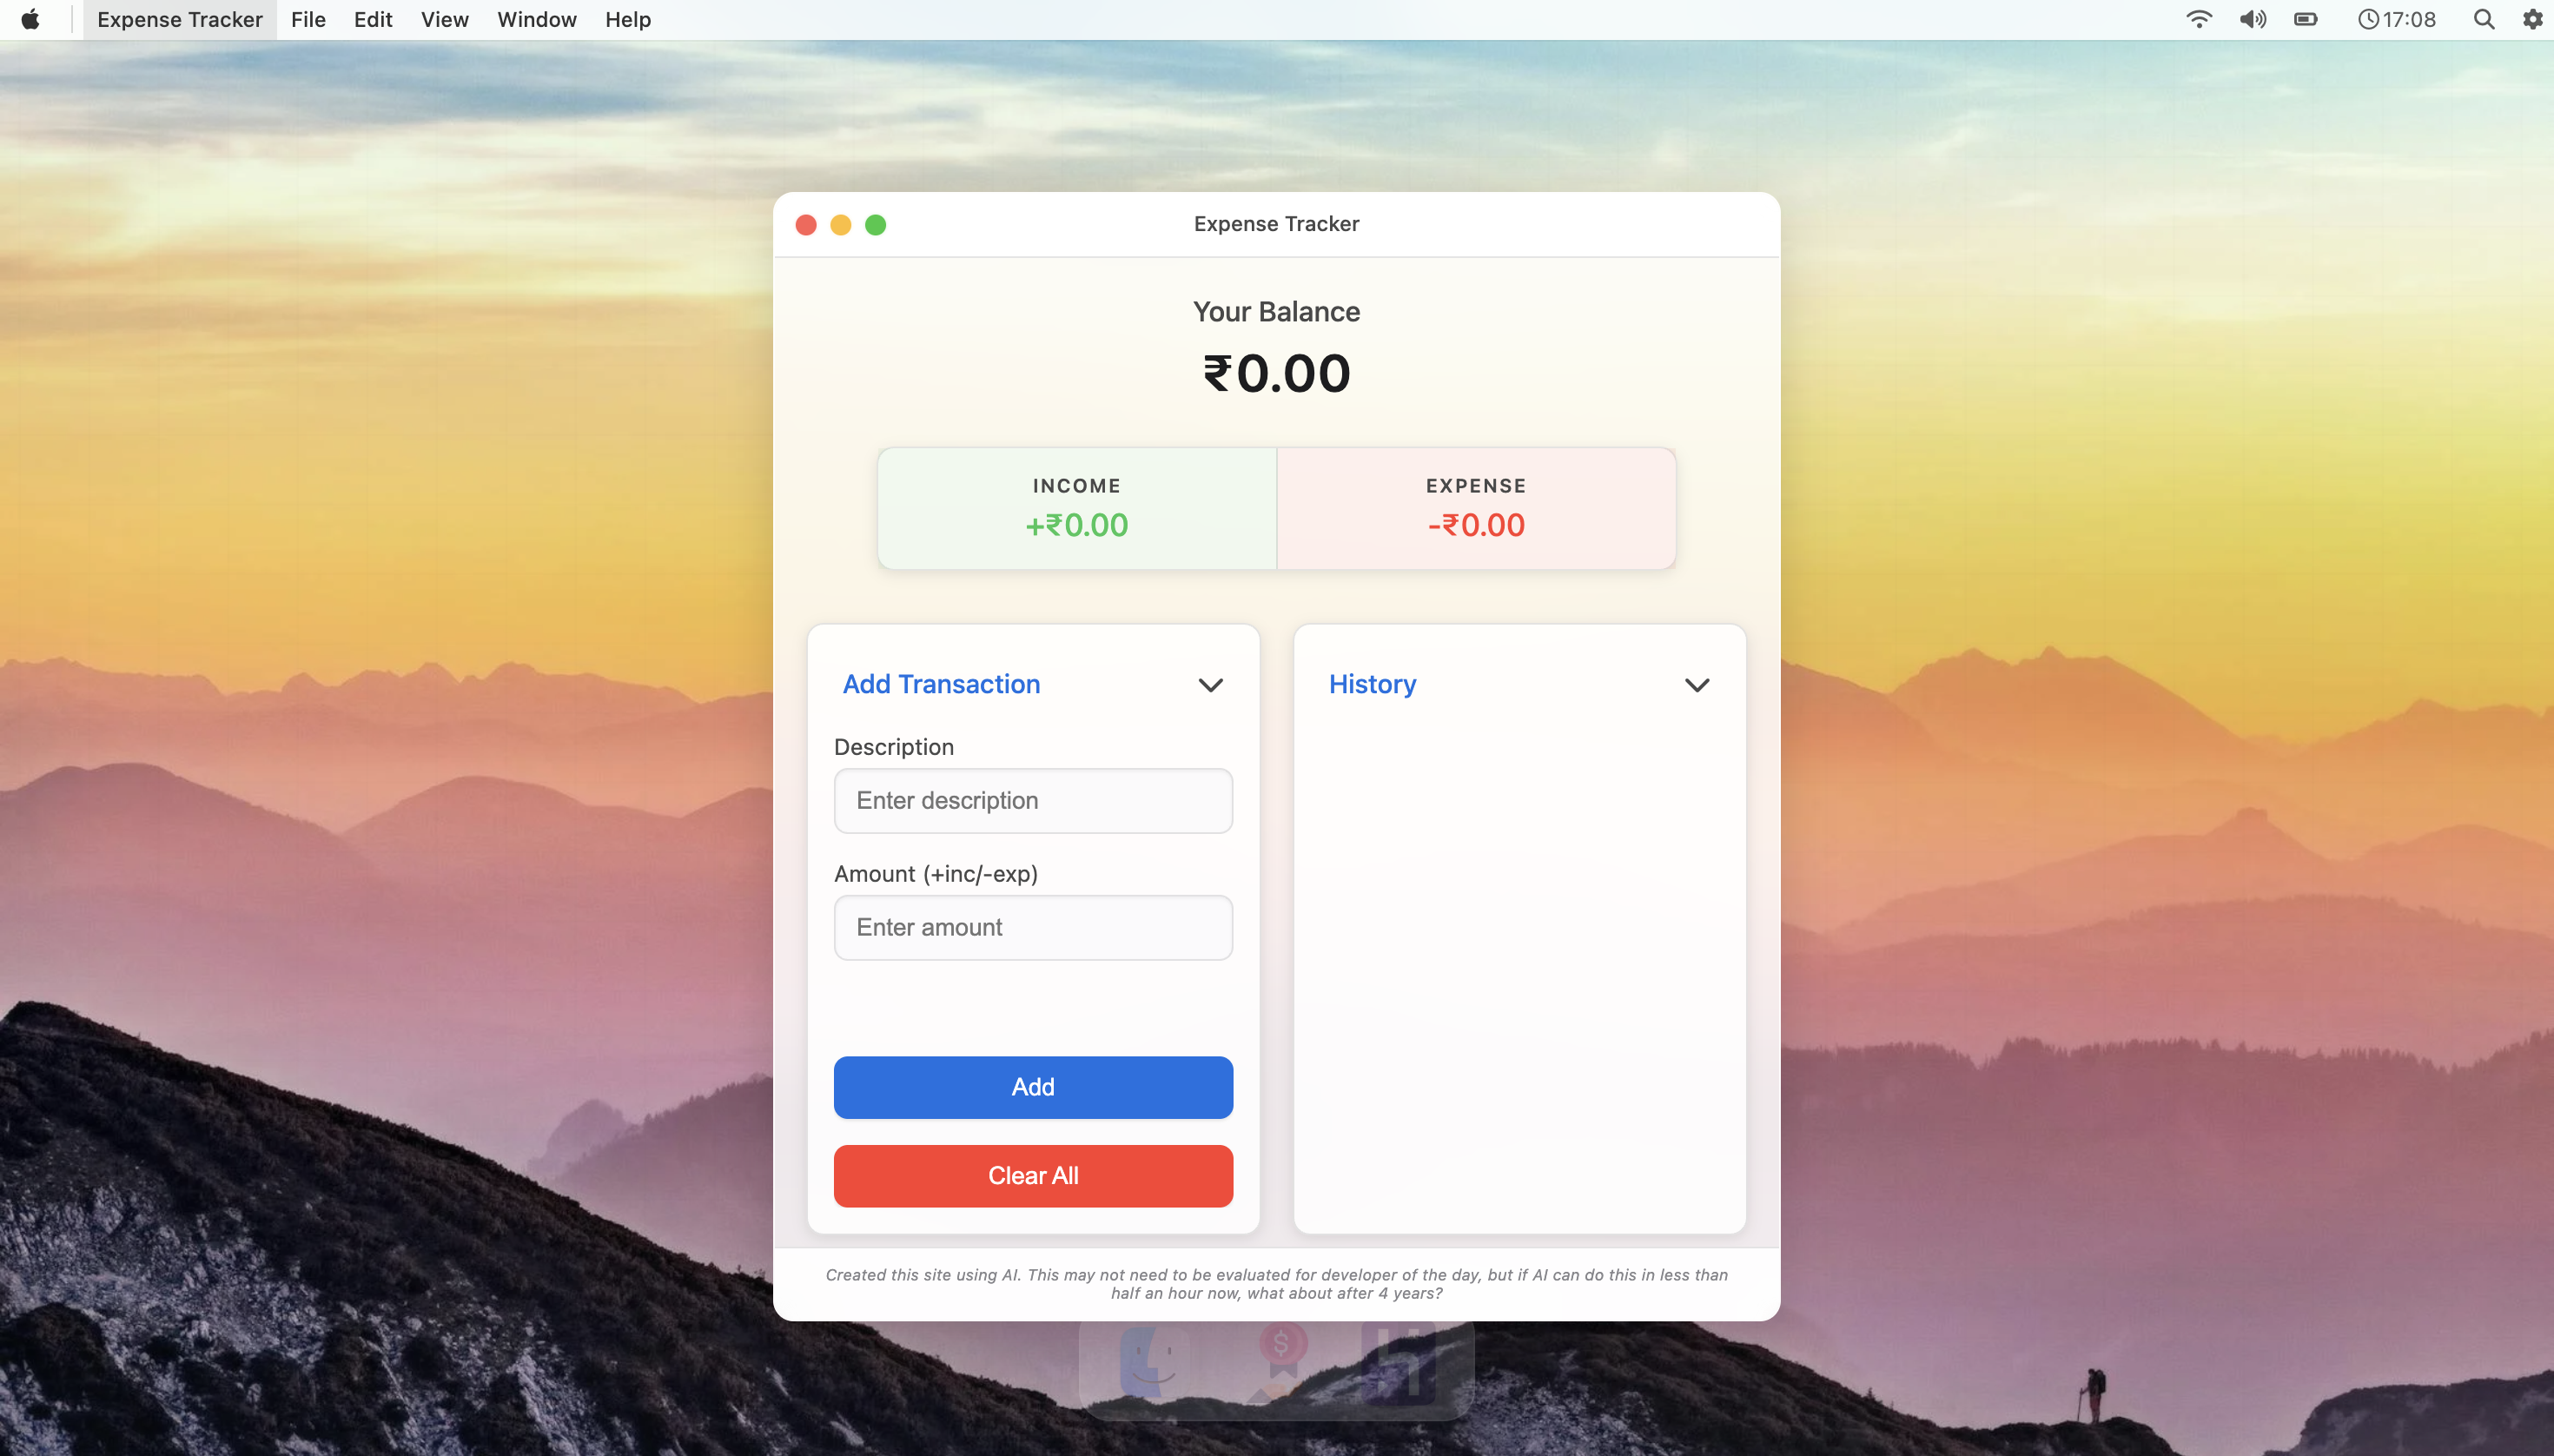 Expense Tracker File Edit View Window Help 17:08
Expense Tracker
Your Balance
₹0.00
INCOME
+₹0.00
EXPENSE
-₹0.00
Add Transaction
Description
Enter description
Amount (+inc/-exp)
Enter amount
Add
Clear All
History
Created this site using AI. This may not need to be evaluated for developer of the day, but if AI can do this in less than
half an hour now, what about after 4 years?
$
h